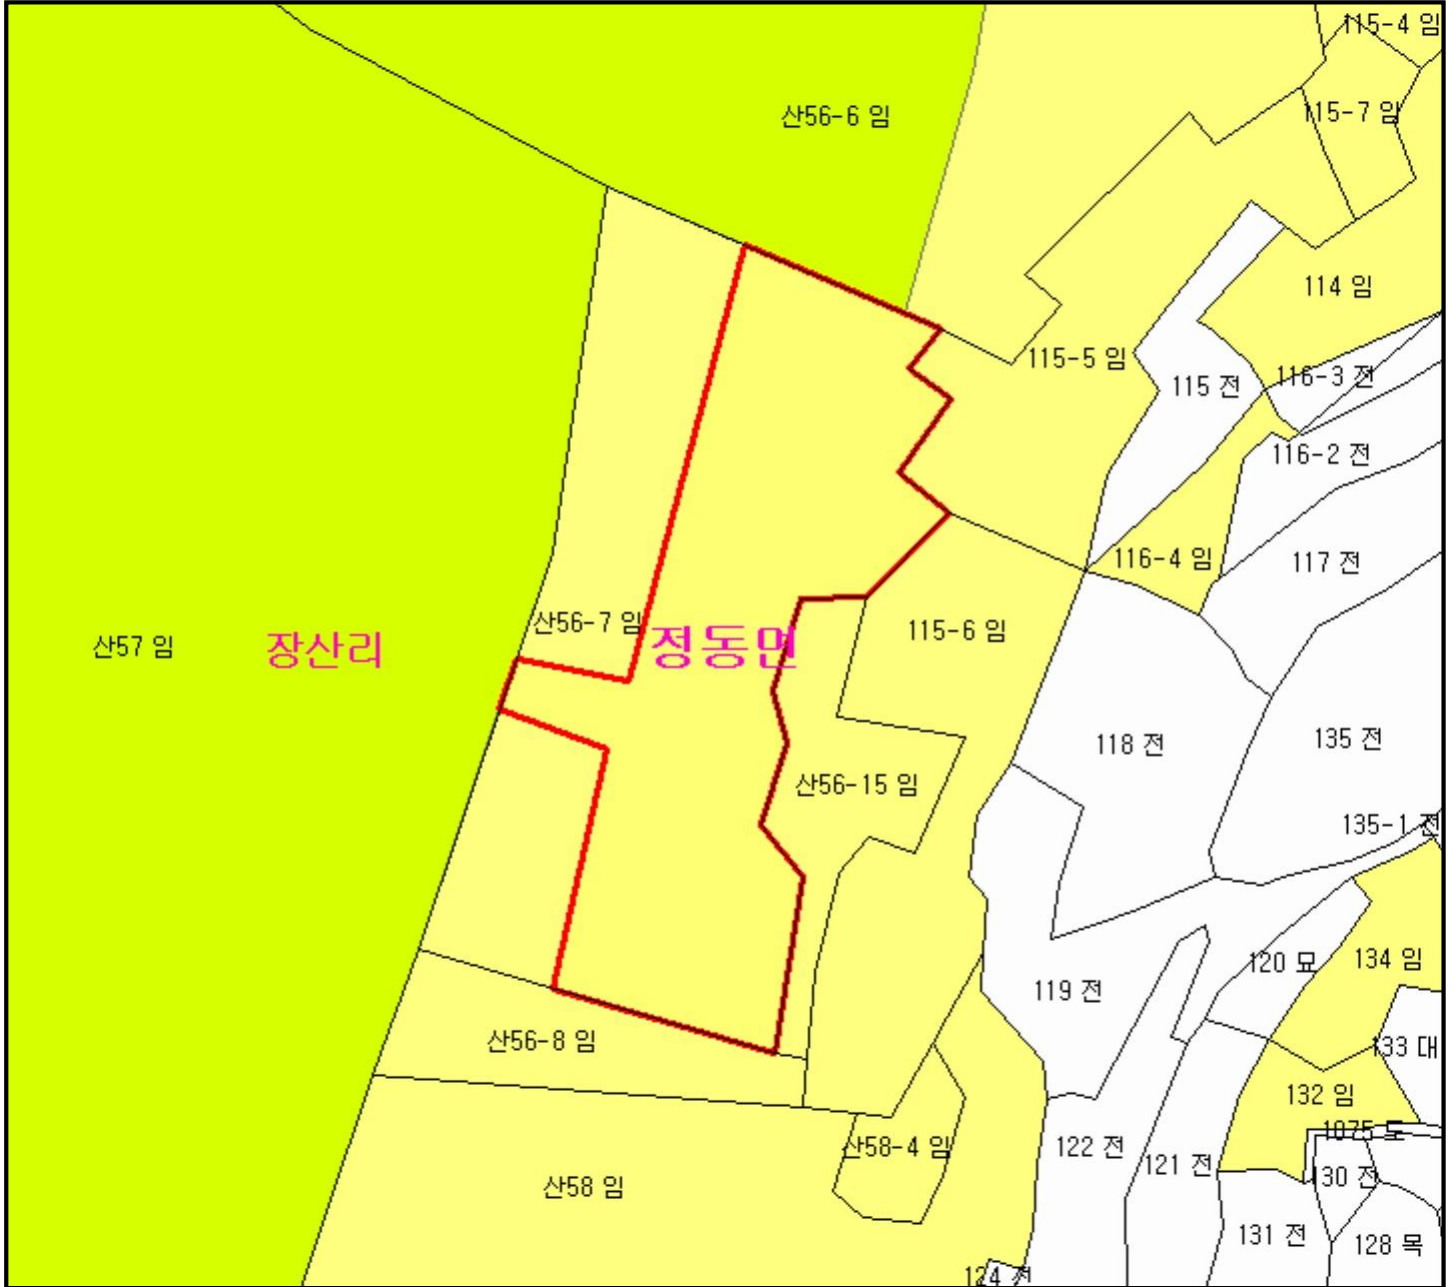 115-4 임
산56-6 임
115-7 임
114 임
115-5 임
116-3 전
115 전
116-2 전
116-4 임
117 전
산56-7 임
115-6 임
산57 임
장산리
정동면
118 전
135 전
산56-15 임
135-1 전
120 묘
134 임
119 전
산56-8 임
133 대
132 임
1075 도
122 전
산58-4 임
121 전
130 전
산58 임
131 전
128 목
124 전